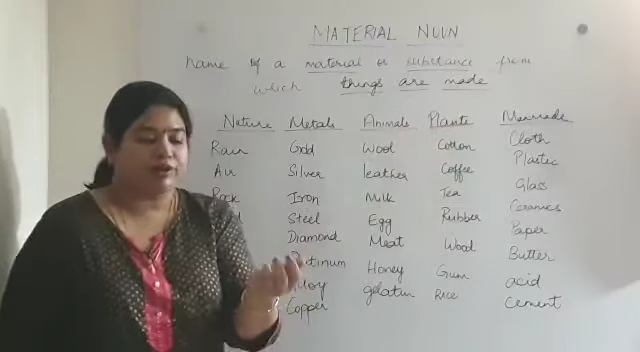 MATERIAL NOUN
Name of a material or substance from
which things are made
Nature Metals Animals Plants Manmade
Rain Gold Wool Cotton Cloth
Air Silver leather Coffee Plastic
Rock Iron Milk Tea Glass
Steel Egg Rubber Ceramics
Diamond Meat Wood Paper
Honey Gum Butter
gelatin Rice acid
Copper cement